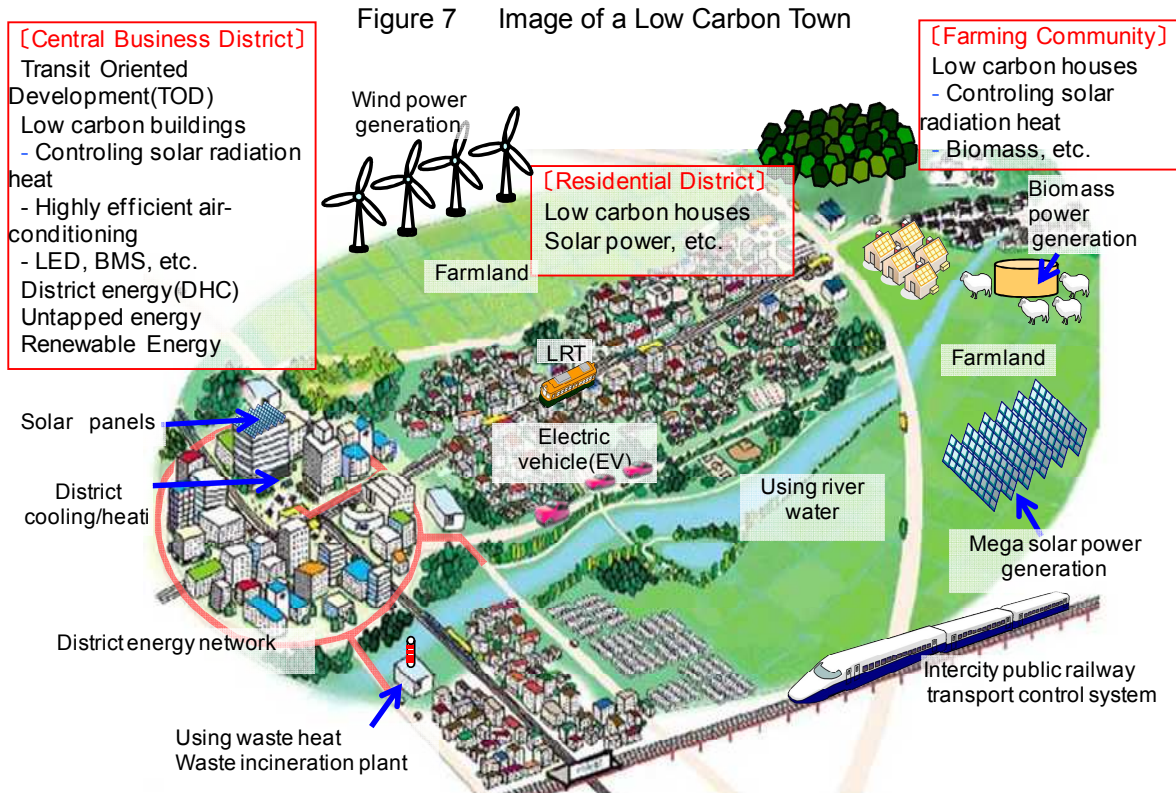 Figure 7 Image of a Low Carbon Town
〔Central Business District〕
Transit Oriented
Development(TOD)
Low carbon buildings
- Controling solar radiation
heat
- Highly efficient air-
conditioning
- LED, BMS, etc.
District energy(DHC)
Untapped energy
Renewable Energy
Wind power
generation
〔Residential District〕
Low carbon houses
Solar power, etc.
〔Farming Community〕
Low carbon houses
- Controling solar
radiation heat
- Biomass, etc.
Biomass
power
generation
Farmland
LRT
Farmland
Solar panels
Electric
vehicle(EV)
District
cooling/heati
Using river
water
Mega solar power
generation
District energy network
Intercity public railway
transport control system
Using waste heat
Waste incineration plant